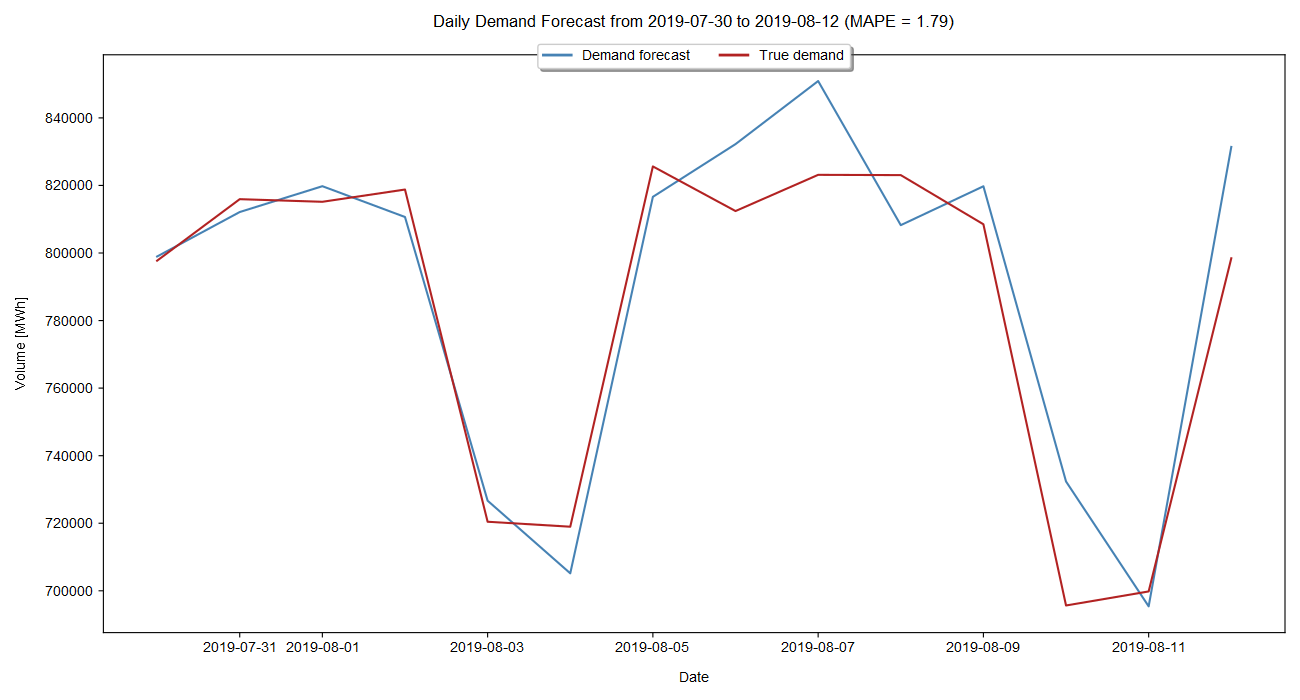 Daily Demand Forecast from 2019-07-30 to 2019-08-12 (MAPE = 1.79)
Demand forecast True demand
840000
820000
800000
780000
760000
740000
720000
700000
Volume [MWh]
2019-07-31 2019-08-01 2019-08-03 2019-08-05 2019-08-07 2019-08-09 2019-08-11
Date